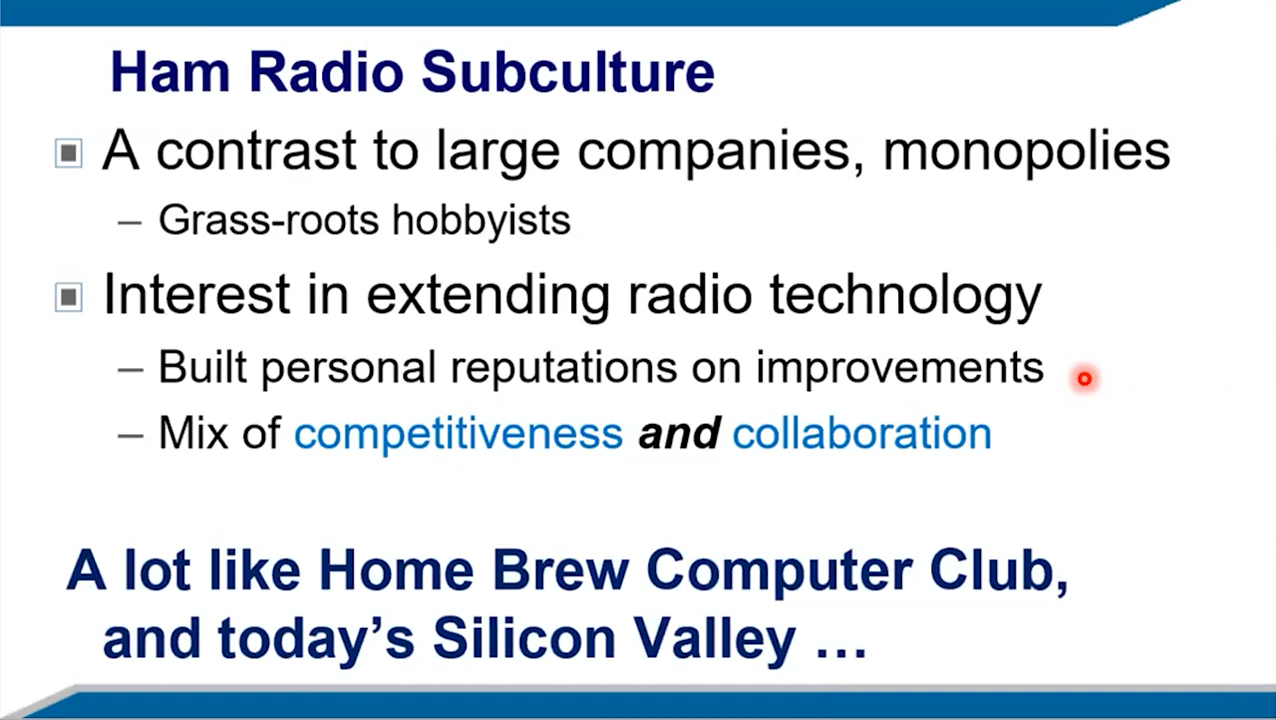 Ham Radio Subculture
A contrast to large companies, monopolies
– Grass-roots hobbyists
Interest in extending radio technology
– Built personal reputations on improvements
– Mix of competitiveness and collaboration
A lot like Home Brew Computer Club,
and today’s Silicon Valley …